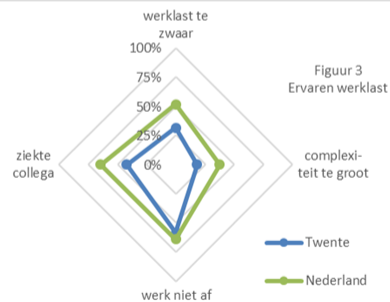 werklast te
zwaar
100%
75%
50%
25%
0%
Figuur 3
Ervaren werklast
ziekte
collega
complexi-
teit te groot
Twente
Nederland
werk niet af